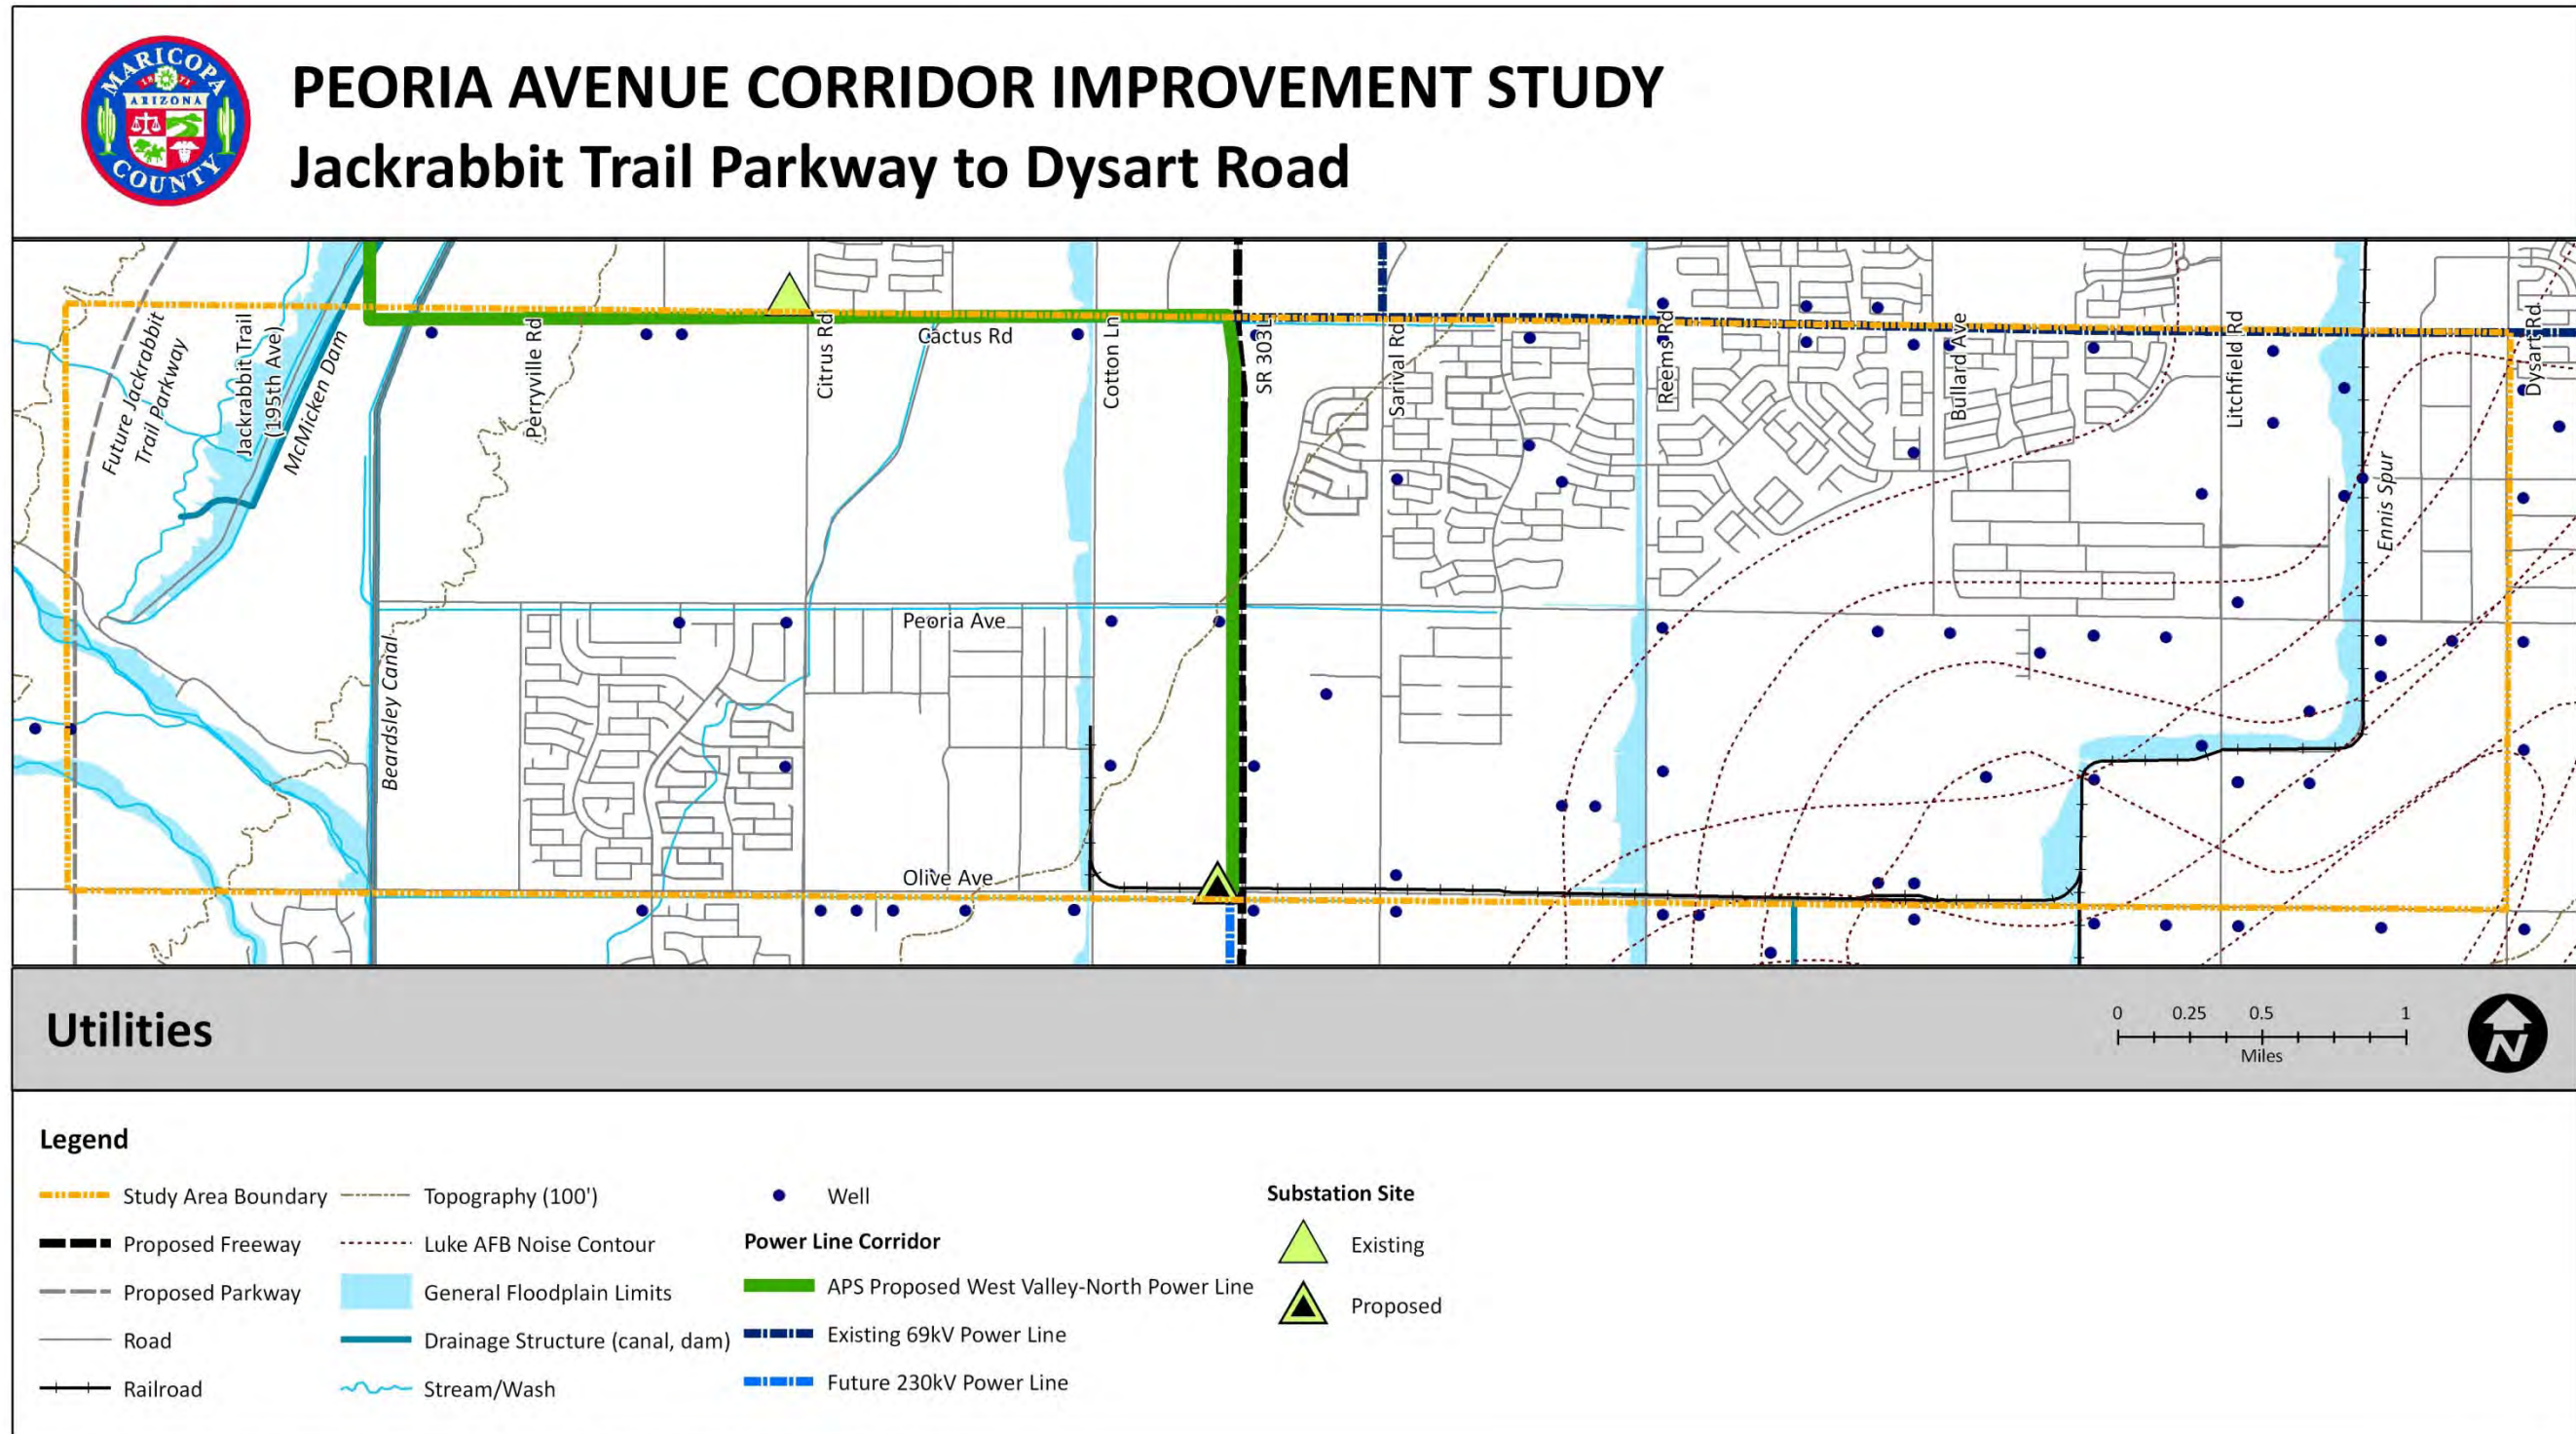 MARICOPA
ARIZONA
COUNTY
PEORIA AVENUE CORRIDOR IMPROVEMENT STUDY
Jackrabbit Trail Parkway to Dysart Road
Future Jackrabbit
Trail Parkway
Jackrabbit Trail
(195th Ave)
McMicken Dam
Perryville Rd
Citrus Rd
Cactus Rd
Cotton Ln
SR 303L
Sarival Rd
Reems Rd
Bullard Ave
Litchfield Rd
Dysart Rd
Ennis Spur
Beardsley Canal
Peoria Ave
Olive Ave
Utilities
0 0.25 0.5 1
Miles
N
Legend
Study Area Boundary
Proposed Freeway
Proposed Parkway
Road
Railroad
Topography (100')
Luke AFB Noise Contour
General Floodplain Limits
Drainage Structure (canal, dam)
Stream/Wash
Well
Power Line Corridor
APS Proposed West Valley-North Power Line
Existing 69kV Power Line
Future 230kV Power Line
Substation Site
Existing
Proposed